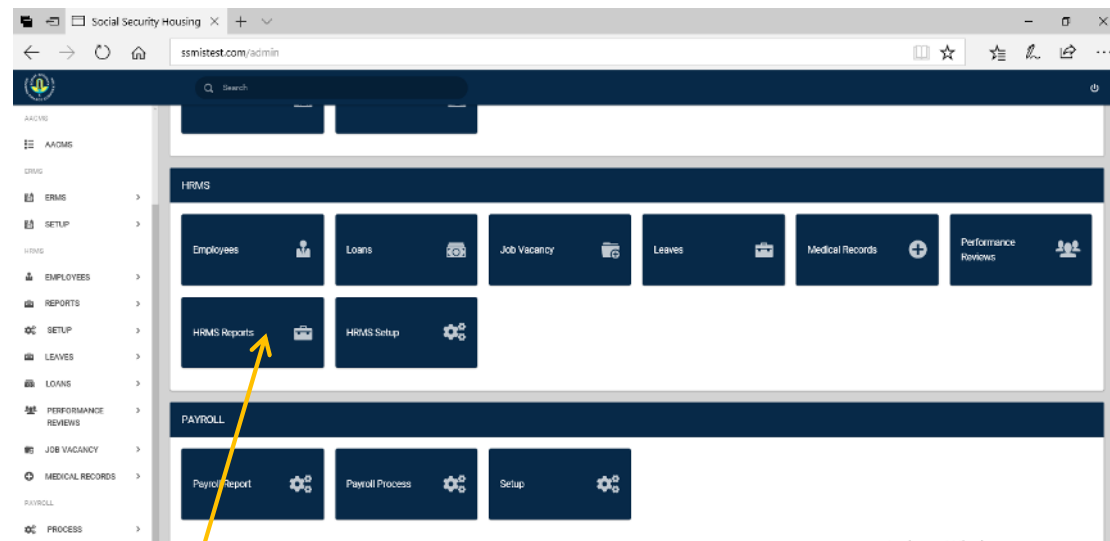 Social Security Housing
ssmistest.com/admin
Search
AACMS
AACMS
ERMS
ERMS
SETUP
HRMS
EMPLOYEES
REPORTS
SETUP
LEAVES
LOANS
PERFORMANCE
REVIEWS
JOB VACANCY
MEDICAL RECORDS
PAYROLL
PROCESS
HRMS
Employees
Loans
Job Vacancy
Leaves
Medical Records
Performance
Reviews
HRMS Reports
HRMS Setup
PAYROLL
Payroll Report
Payroll Process
Setup